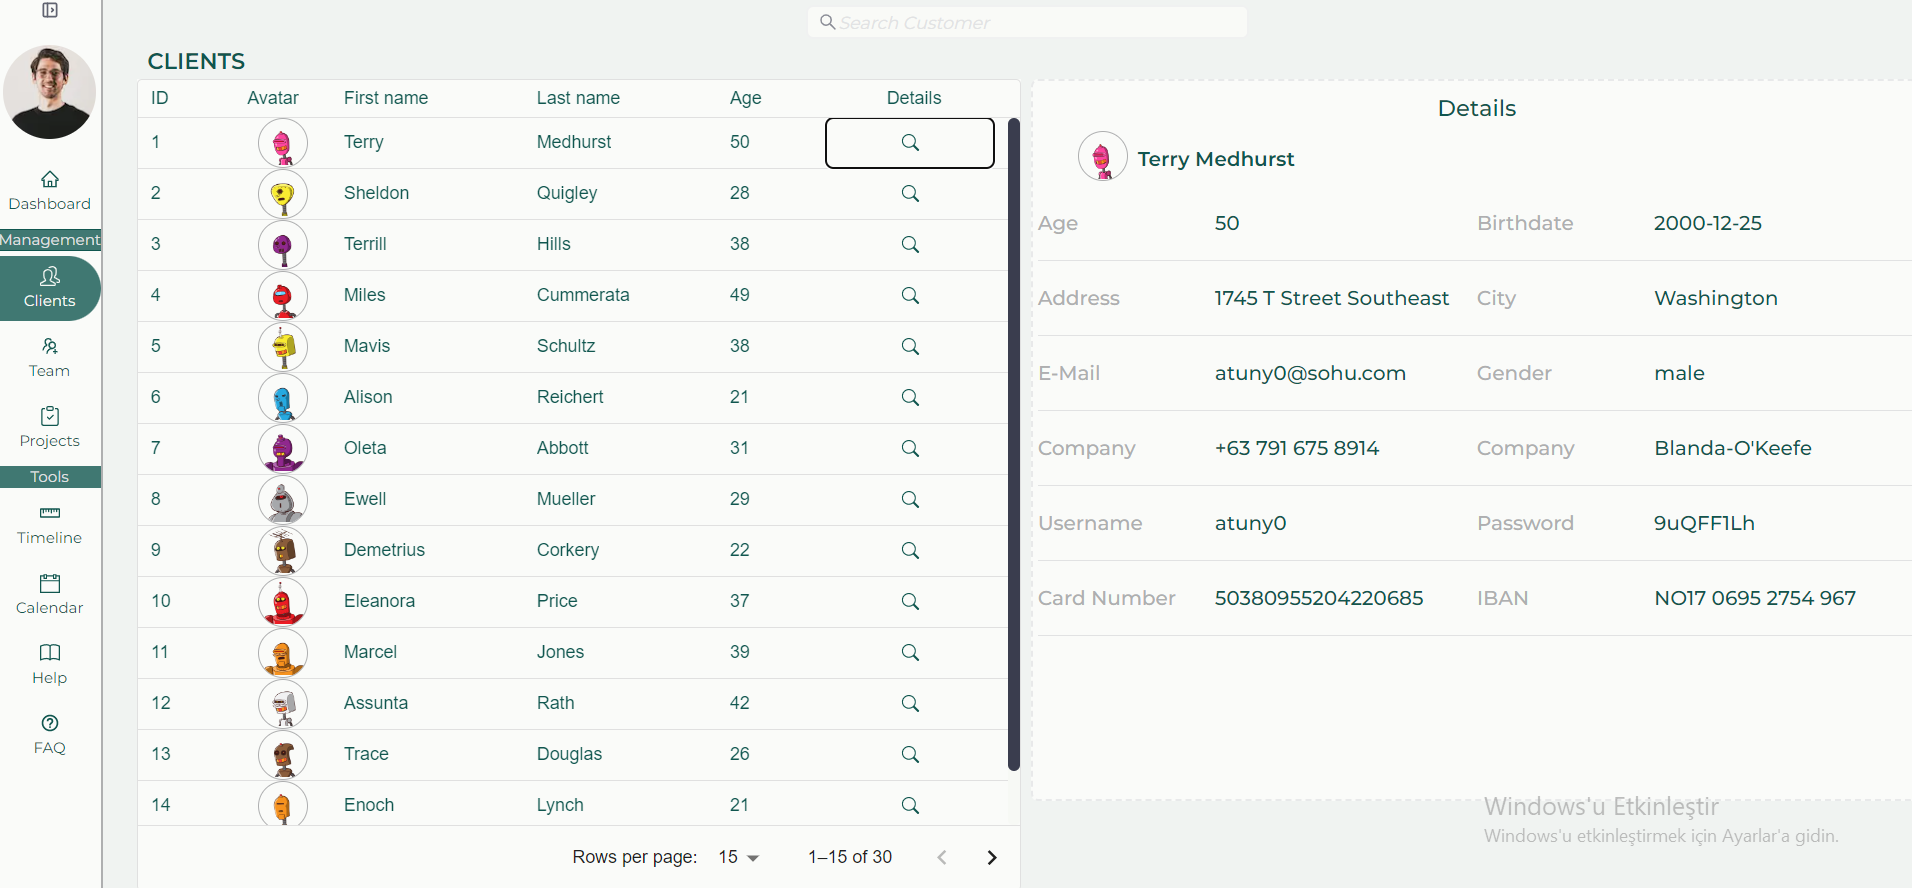 Search Customer
CLIENTS
Dashboard
Management
Clients
Team
Projects
Tools
Timeline
Calendar
Help
FAQ
ID Avatar First name Last name Age Details
1 Terry Medhurst 50
2 Sheldon Quigley 28
3 Terrill Hills 38
4 Miles Cummerata 49
5 Mavis Schultz 38
6 Alison Reichert 21
7 Oleta Abbott 31
8 Ewell Mueller 29
9 Demetrius Corkery 22
10 Eleanora Price 37
11 Marcel Jones 39
12 Assunta Rath 42
13 Trace Douglas 26
14 Enoch Lynch 21
Rows per page: 15 1–15 of 30
Details
Terry Medhurst
Age 50 Birthdate 2000-12-25
Address 1745 T Street Southeast City Washington
E-Mail atuny0@sohu.com Gender male
Company +63 791 675 8914 Company Blanda-O'Keefe
Username atuny0 Password 9uQFF1Lh
Card Number 50380955204220685 IBAN NO17 0695 2754 967
Windows'u Etkinleştir
Windows'u etkinleştirmek için Ayarlar'a gidin.